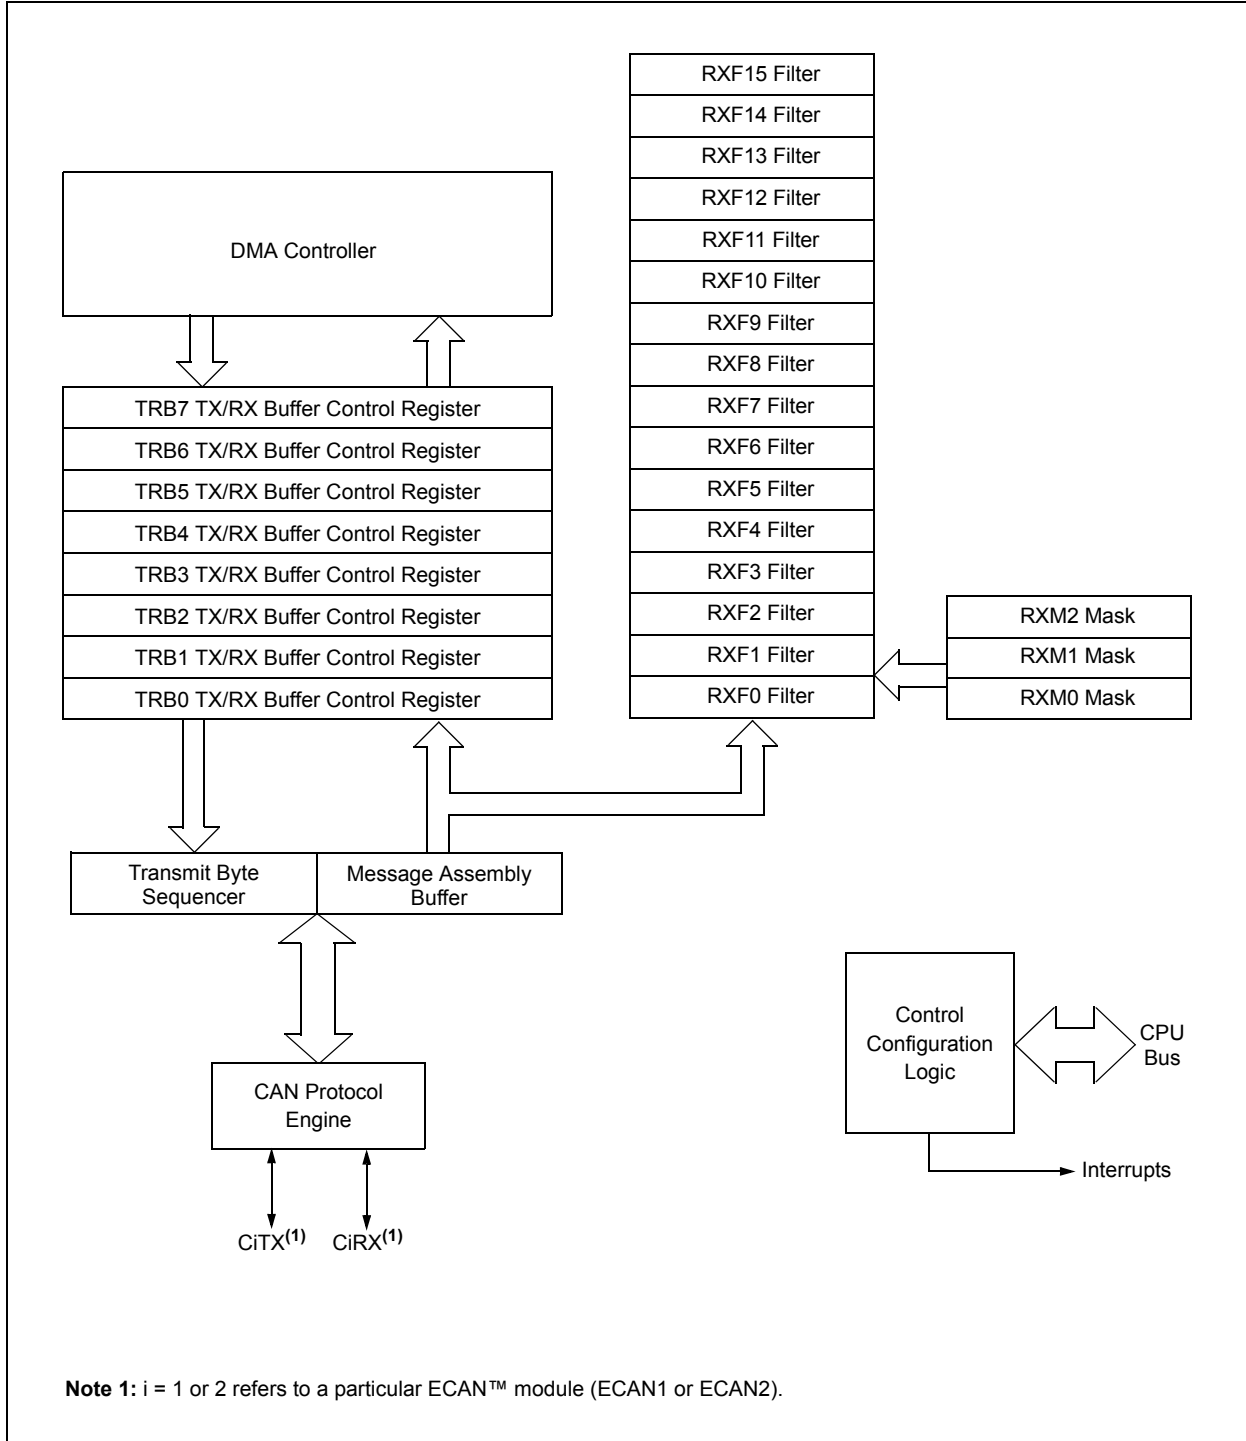 RXF15 Filter
RXF14 Filter
RXF13 Filter
RXF12 Filter
RXF11 Filter
RXF10 Filter
RXF9 Filter
RXF8 Filter
RXF7 Filter
RXF6 Filter
RXF5 Filter
RXF4 Filter
RXF3 Filter
RXF2 Filter
RXF1 Filter
RXF0 Filter
DMA Controller
TRB7 TX/RX Buffer Control Register
TRB6 TX/RX Buffer Control Register
TRB5 TX/RX Buffer Control Register
TRB4 TX/RX Buffer Control Register
TRB3 TX/RX Buffer Control Register
TRB2 TX/RX Buffer Control Register
TRB1 TX/RX Buffer Control Register
TRB0 TX/RX Buffer Control Register
RXM2 Mask
RXM1 Mask
RXM0 Mask
Transmit Byte
Sequencer
Message Assembly
Buffer
CAN Protocol
Engine
CiTX(1)
CiRX(1)
Control
Configuration
Logic
CPU
Bus
Interrupts
Note 1: i = 1 or 2 refers to a particular ECAN™ module (ECAN1 or ECAN2).